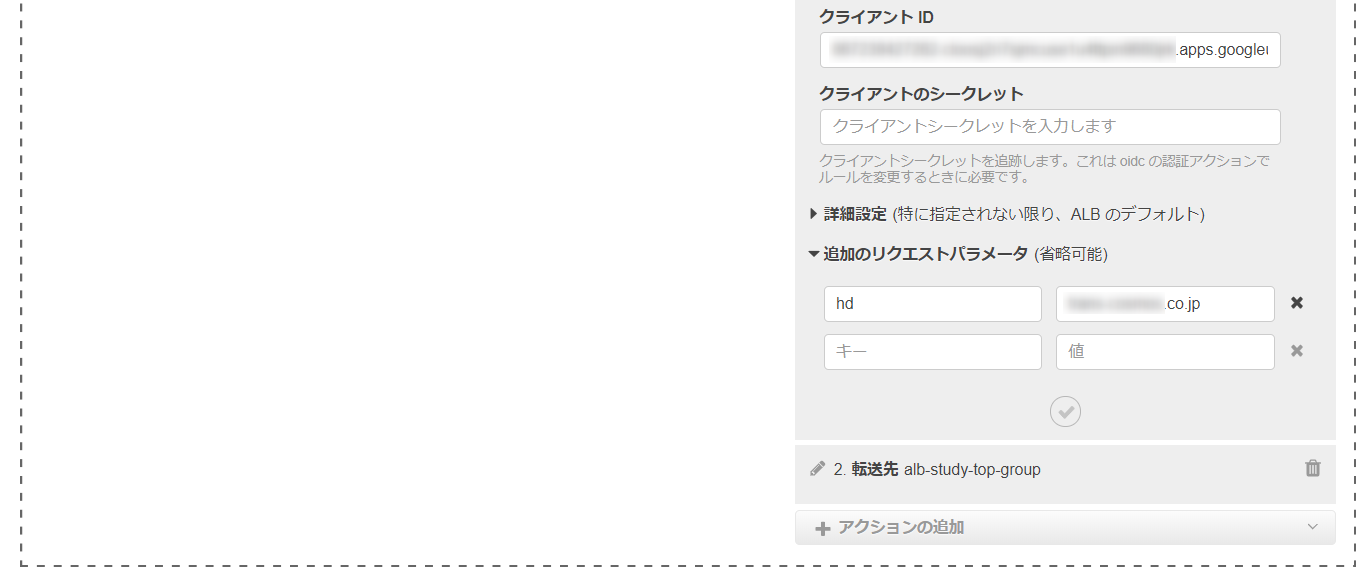 クライアント ID
.apps.googleu
クライアントのシークレット
クライアントシークレットを入力します
クライアントシークレットを追跡します。これは oidc の認証アクションで
ルールを変更するときに必要です。
詳細設定 (特に指定されない限り、ALB のデフォルト)
追加のリクエストパラメータ (省略可能)
hd .co.jp
キー 値
2. 転送先 alb-study-top-group
アクションの追加